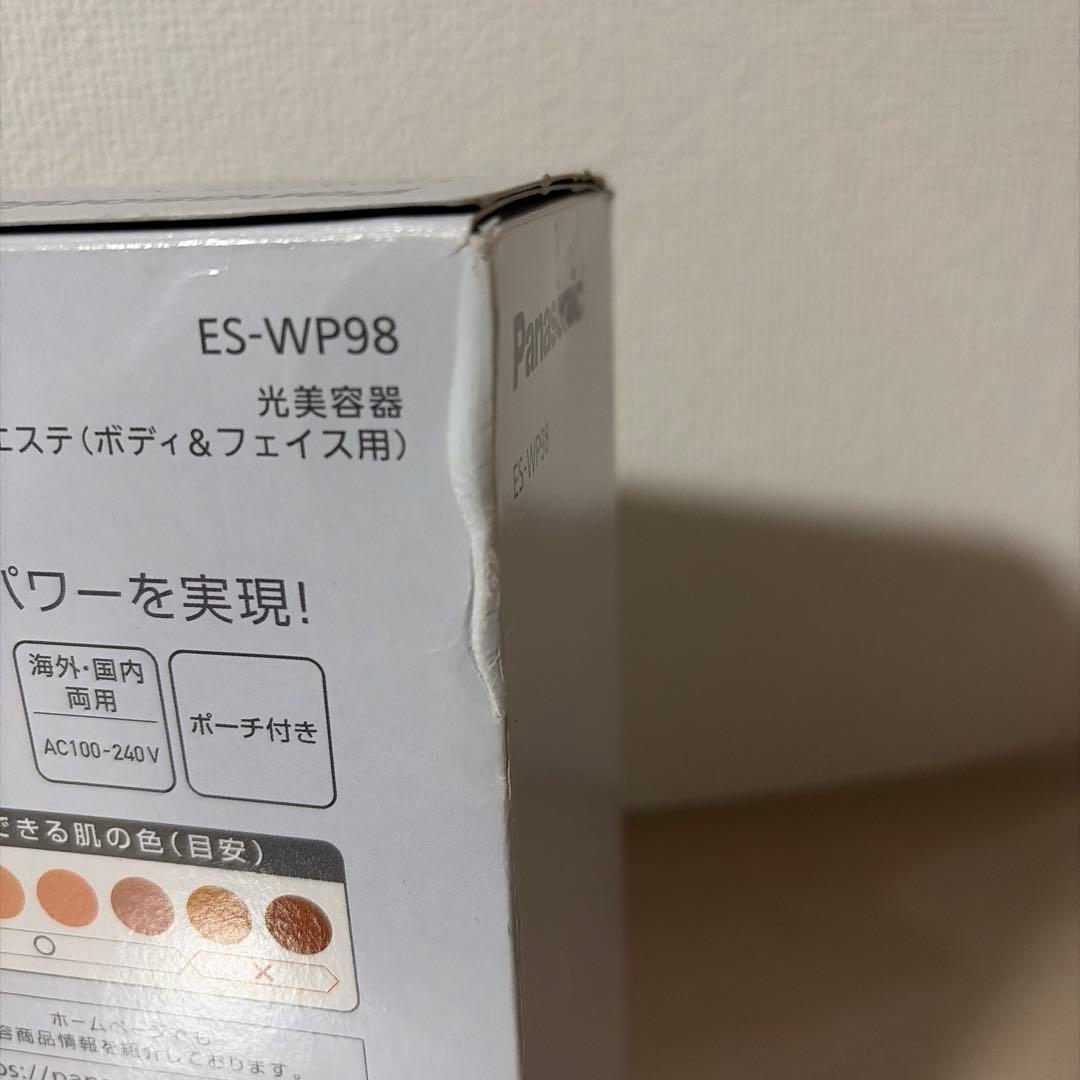 ES-WP98
光美容器
エステ（ボディ＆フェイス用）
パワーを実現！
海外・国内
両用
AC100-240V
ポーチ付き
できる肌の色（目安）
○
×
ホームページでも
容商品情報を紹介しております。
Panasonic
ES-WP98